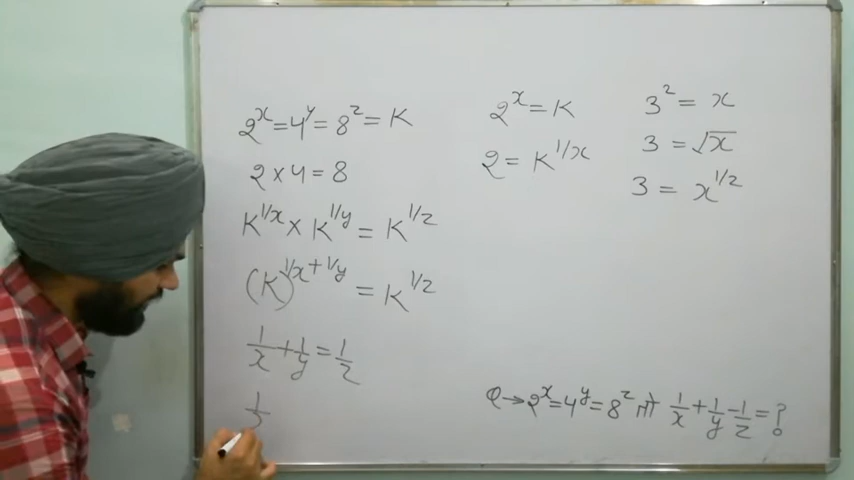 2^x = 4^y = 8^z = K
2 × 4 = 8
K^1/x × K^1/y = K^1/z
(K)^1/x + 1/y = K^1/z
1/x + 1/y = 1/z
1/
2^x = K
2 = K^1/x
3^2 = x
3 = √x
3 = x^1/2
Q → 2^x = 4^y = 8^z 1/x + 1/y - 1/z = ?